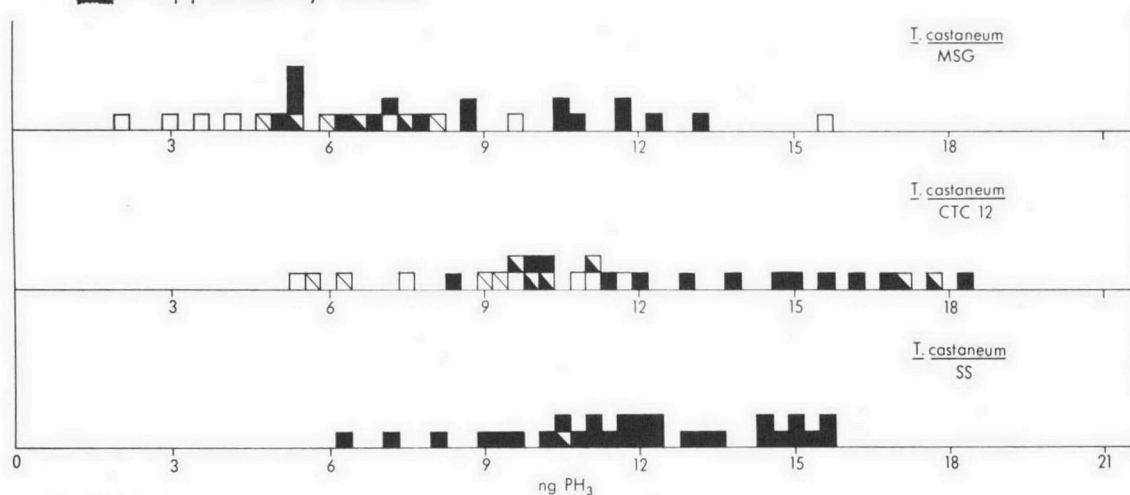 T. castaneum
MSG
3 6 9 12 15 18
T. castaneum
CTC 12
3 6 9 12 15 18
T. castaneum
SS
0 3 6 9 12 15 18 21
ng PH3